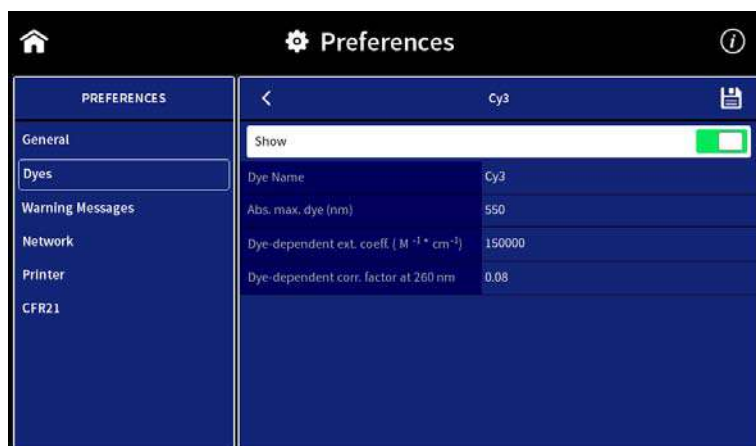 Preferences
i
PREFERENCES
General
Dyes
Warning Messages
Network
Printer
CFR21
Cy3
Show
Dye Name Cy3
Abs. max. dye (nm) 550
Dye-dependent ext. coeff. ( M ⁻¹ * cm⁻¹) 150000
Dye-dependent corr. factor at 260 nm 0.08